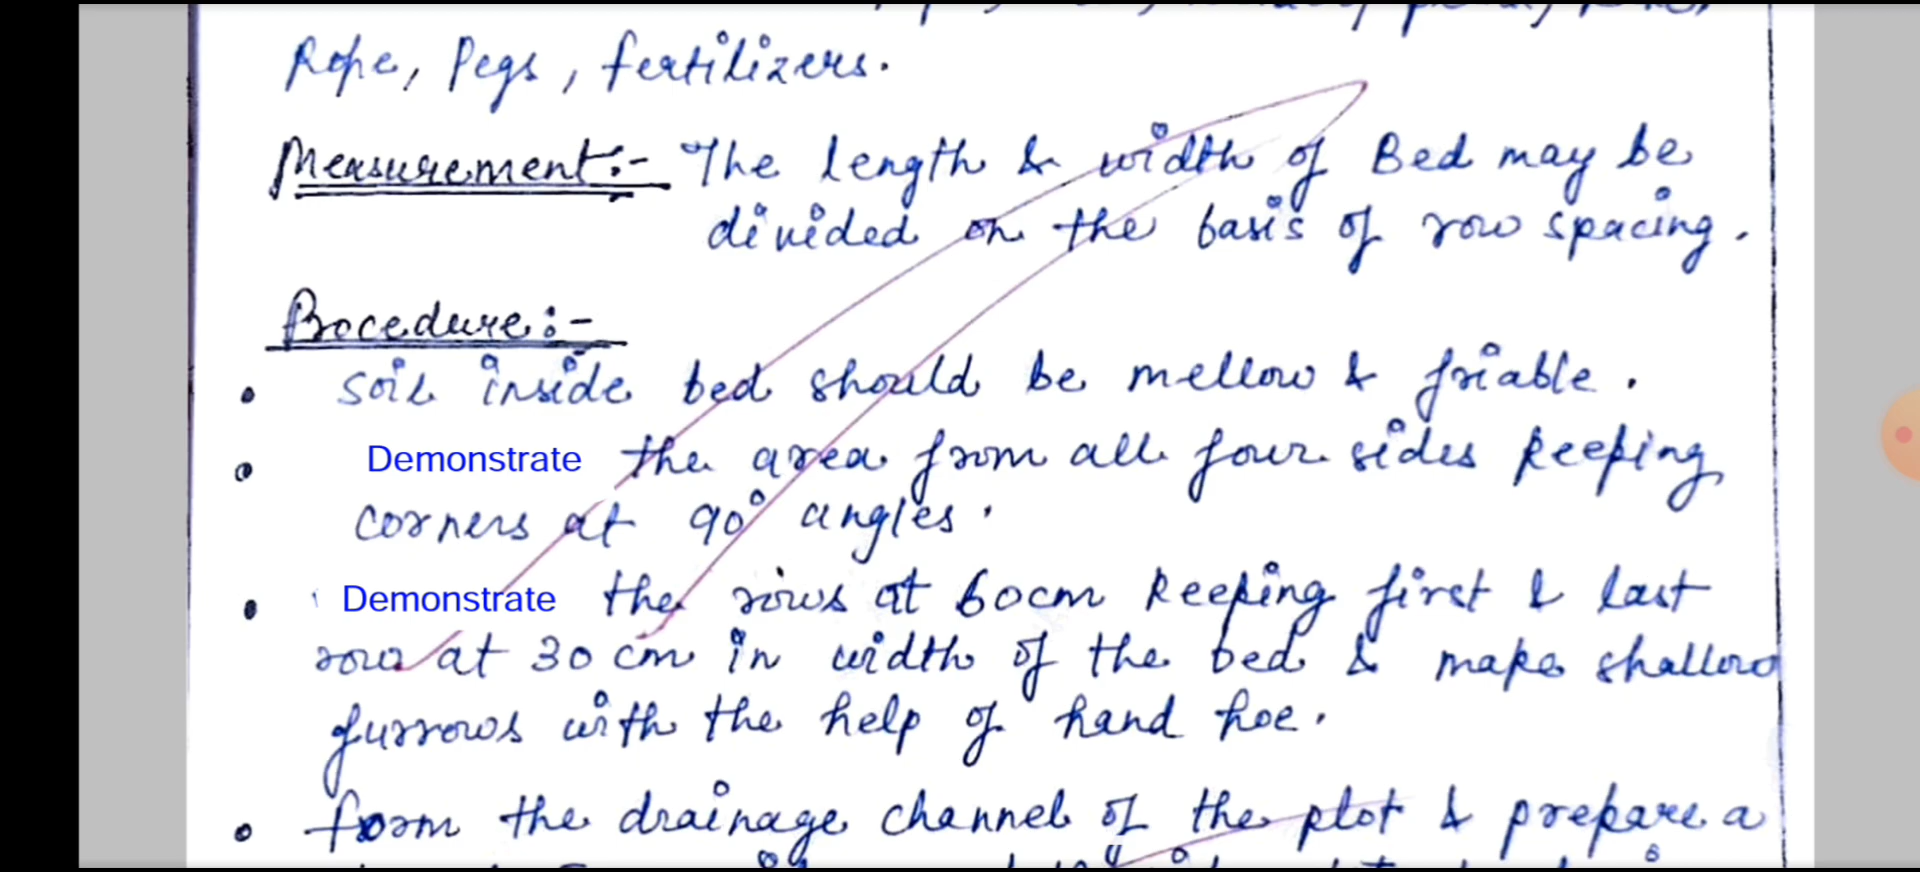 Rope, Pegs, fertilizers.
Measurement:- The length & width of Bed may be
divided on the basis of row spacing.
Procedure:-
• soil inside bed should be mellow & friable.
• Demonstrate the area from all four sides keeping
corners at 90° angles.
• Demonstrate the rows at 60cm keeping first & last
row at 30 cm in width of the bed & make shallow
furrows with the help of hand hoe.
• form the drainage channel of the plot & prepare a